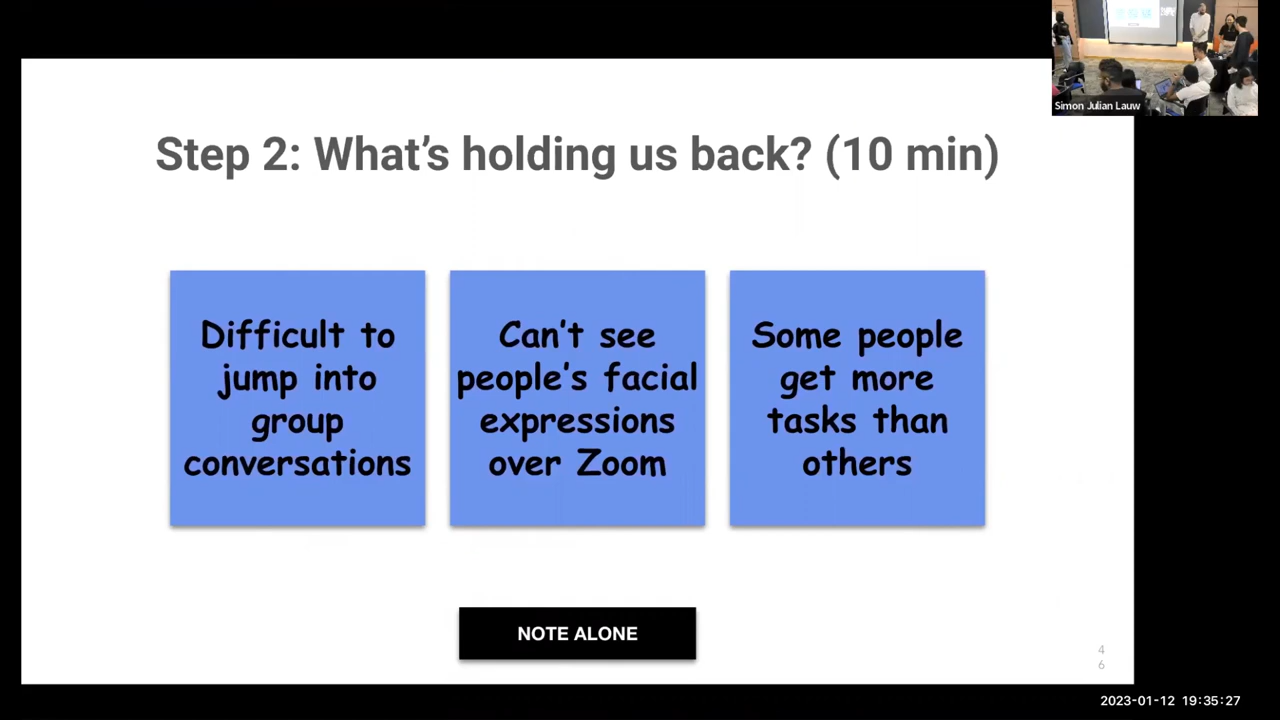 Simon Julian Lauw
Step 2: What's holding us back? (10 min)
Difficult to
jump into
group
conversations
Can't see
people's facial
expressions
over Zoom
Some people
get more
tasks than
others
NOTE ALONE
4
6
2023-01-12 19:35:27